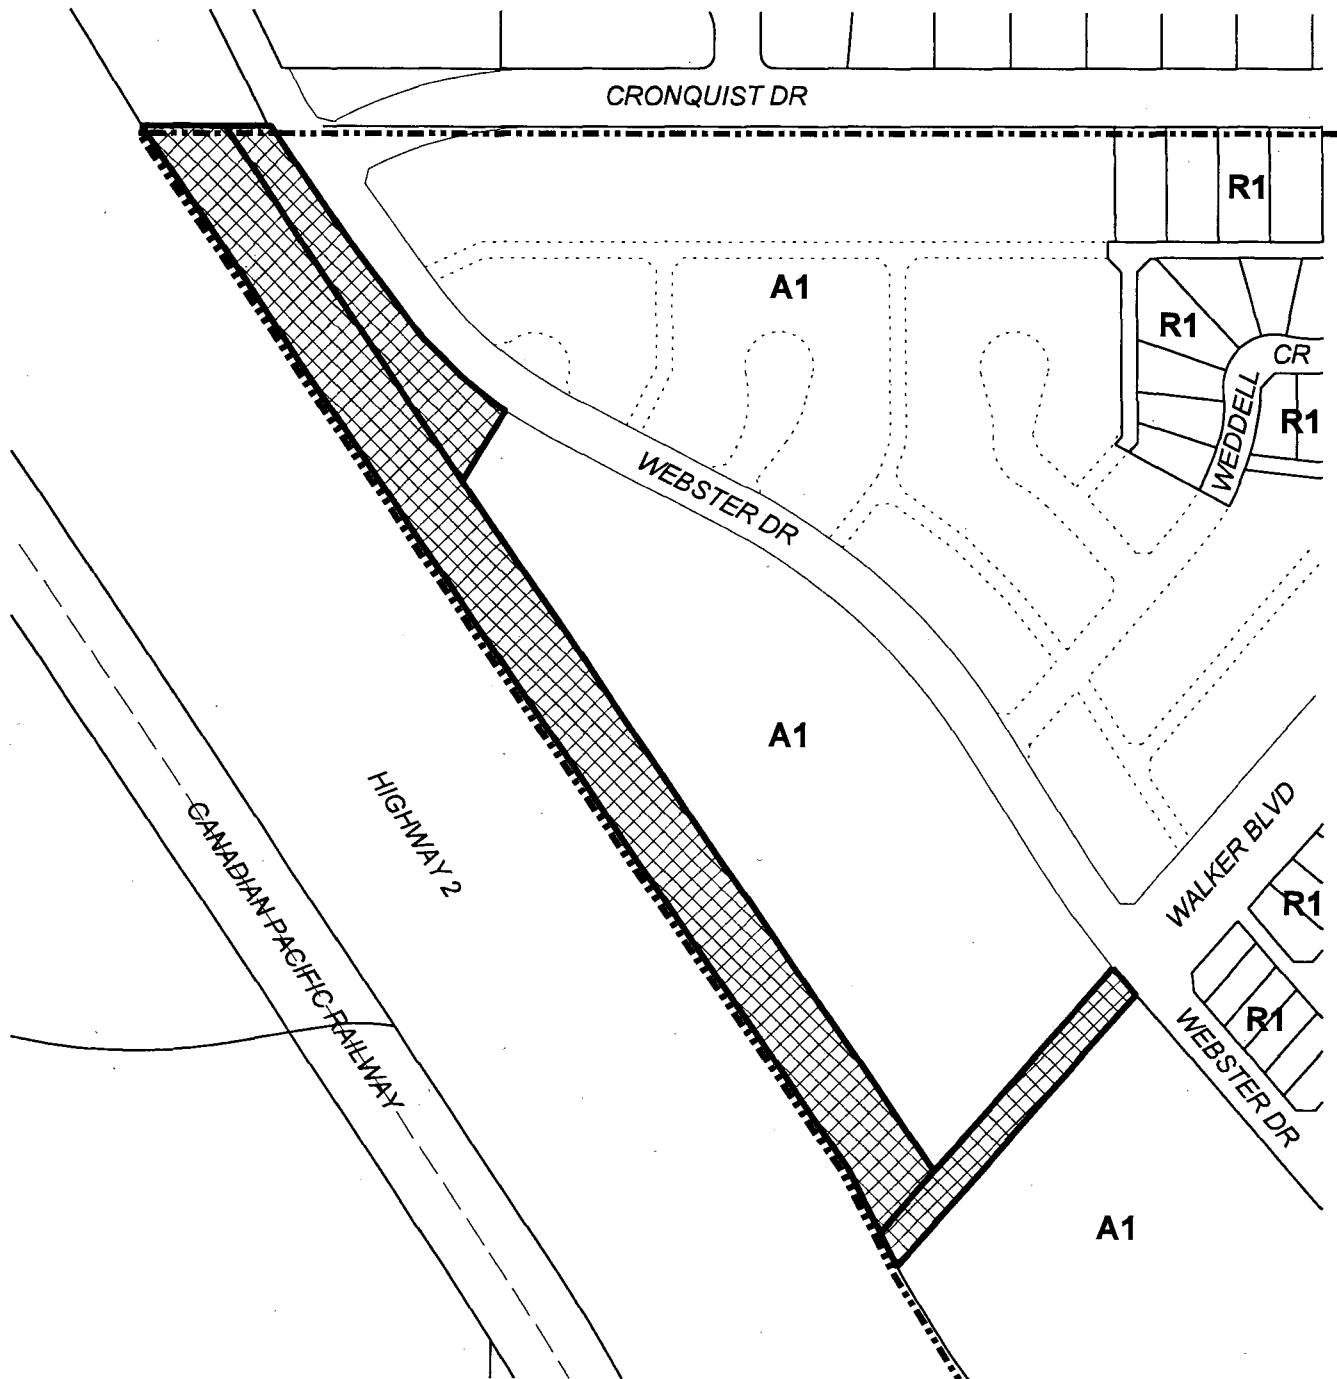 CRONQUIST DR
R1
A1
R1
CR
WEDDELL
R1
WEBSTER DR
A1
HIGHWAY 2
CANADIAN PACIFIC RAILWAY
WALKER BLVD
R1
R1
WEBSTER DR
A1